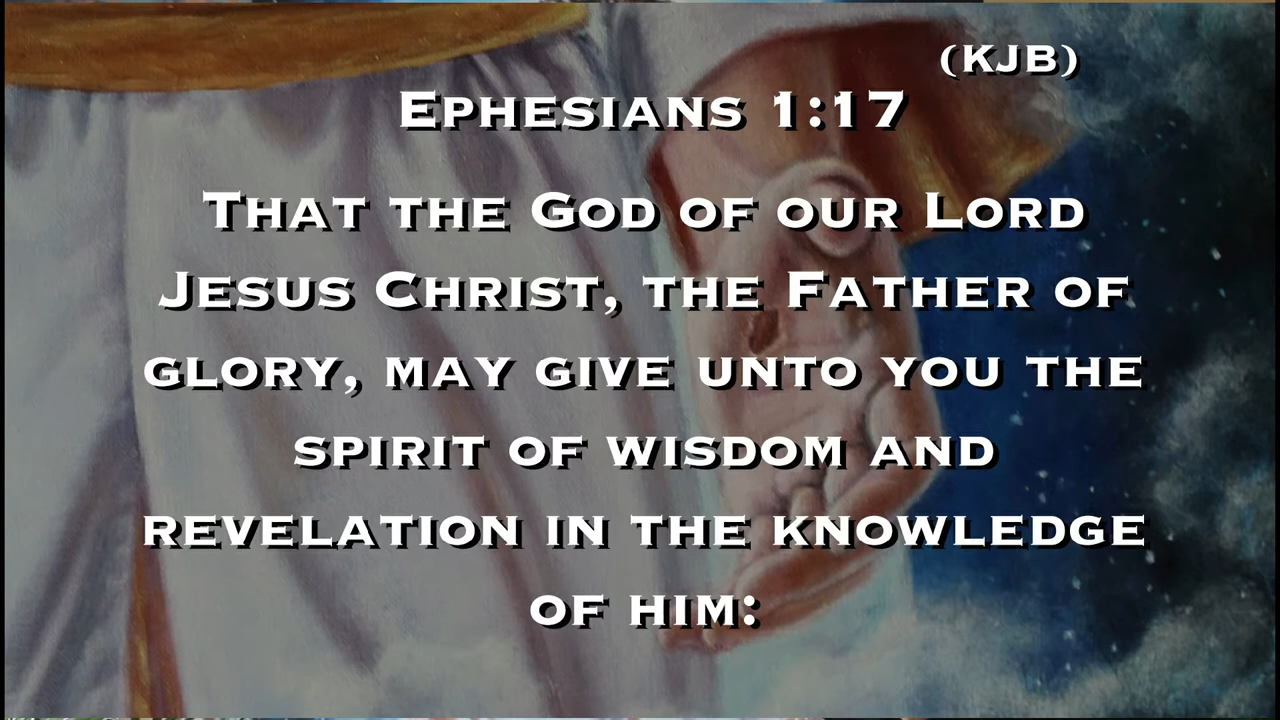 (KJB)
Ephesians 1:17
That the God of our Lord
Jesus Christ, the Father of
glory, may give unto you the
spirit of wisdom and
revelation in the knowledge
of him: